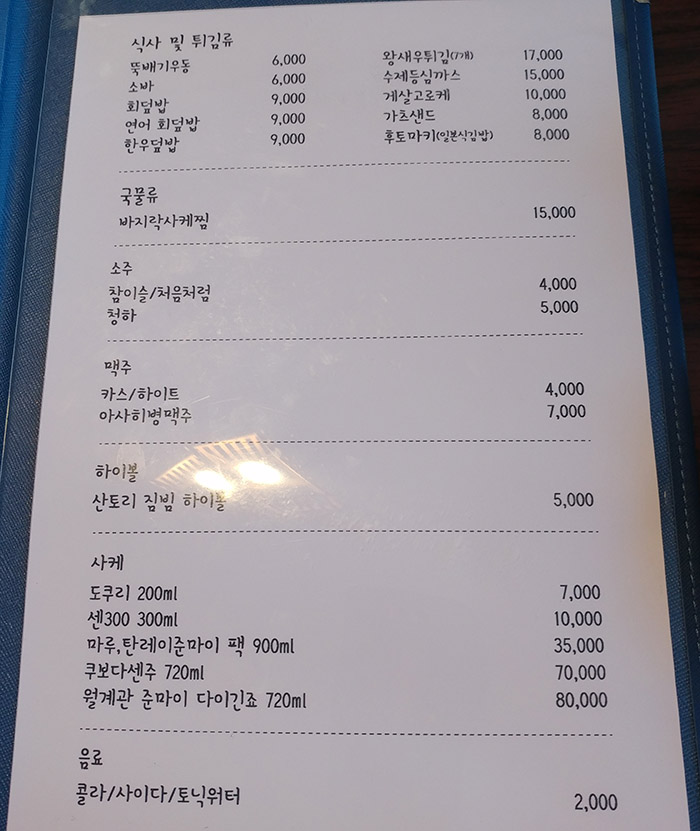 식사 및 튀김류
뚝배기우동 6,000
소바 6,000
회덮밥 9,000
연어 회덮밥 9,000
한우덮밥 9,000
왕새우튀김(7개) 17,000
수제등심까스 15,000
게살고로케 10,000
가츠샌드 8,000
후토마키(일본식김밥) 8,000
국물류
바지락사케찜 15,000
소주
참이슬/처음처럼 4,000
청하 5,000
맥주
카스/하이트 4,000
아사히병맥주 7,000
하이볼
산토리 짐빔 하이볼 5,000
사케
도쿠리 200ml 7,000
센300 300ml 10,000
마루,탄레이준마이 팩 900ml 35,000
쿠보다센주 720ml 70,000
월계관 준마이 다이긴죠 720ml 80,000
음료
콜라/사이다/토닉워터 2,000